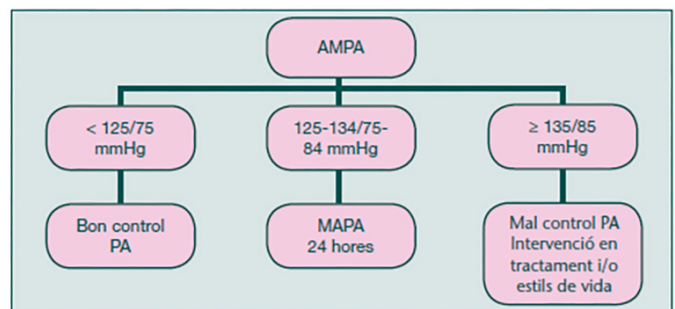 AMPA
< 125/75
mmHg
125-134/75-
84 mmHg
≥ 135/85
mmHg
Bon control
PA
MAPA
24 hores
Mal control PA
Intervenció en
tractament i/o
estils de vida